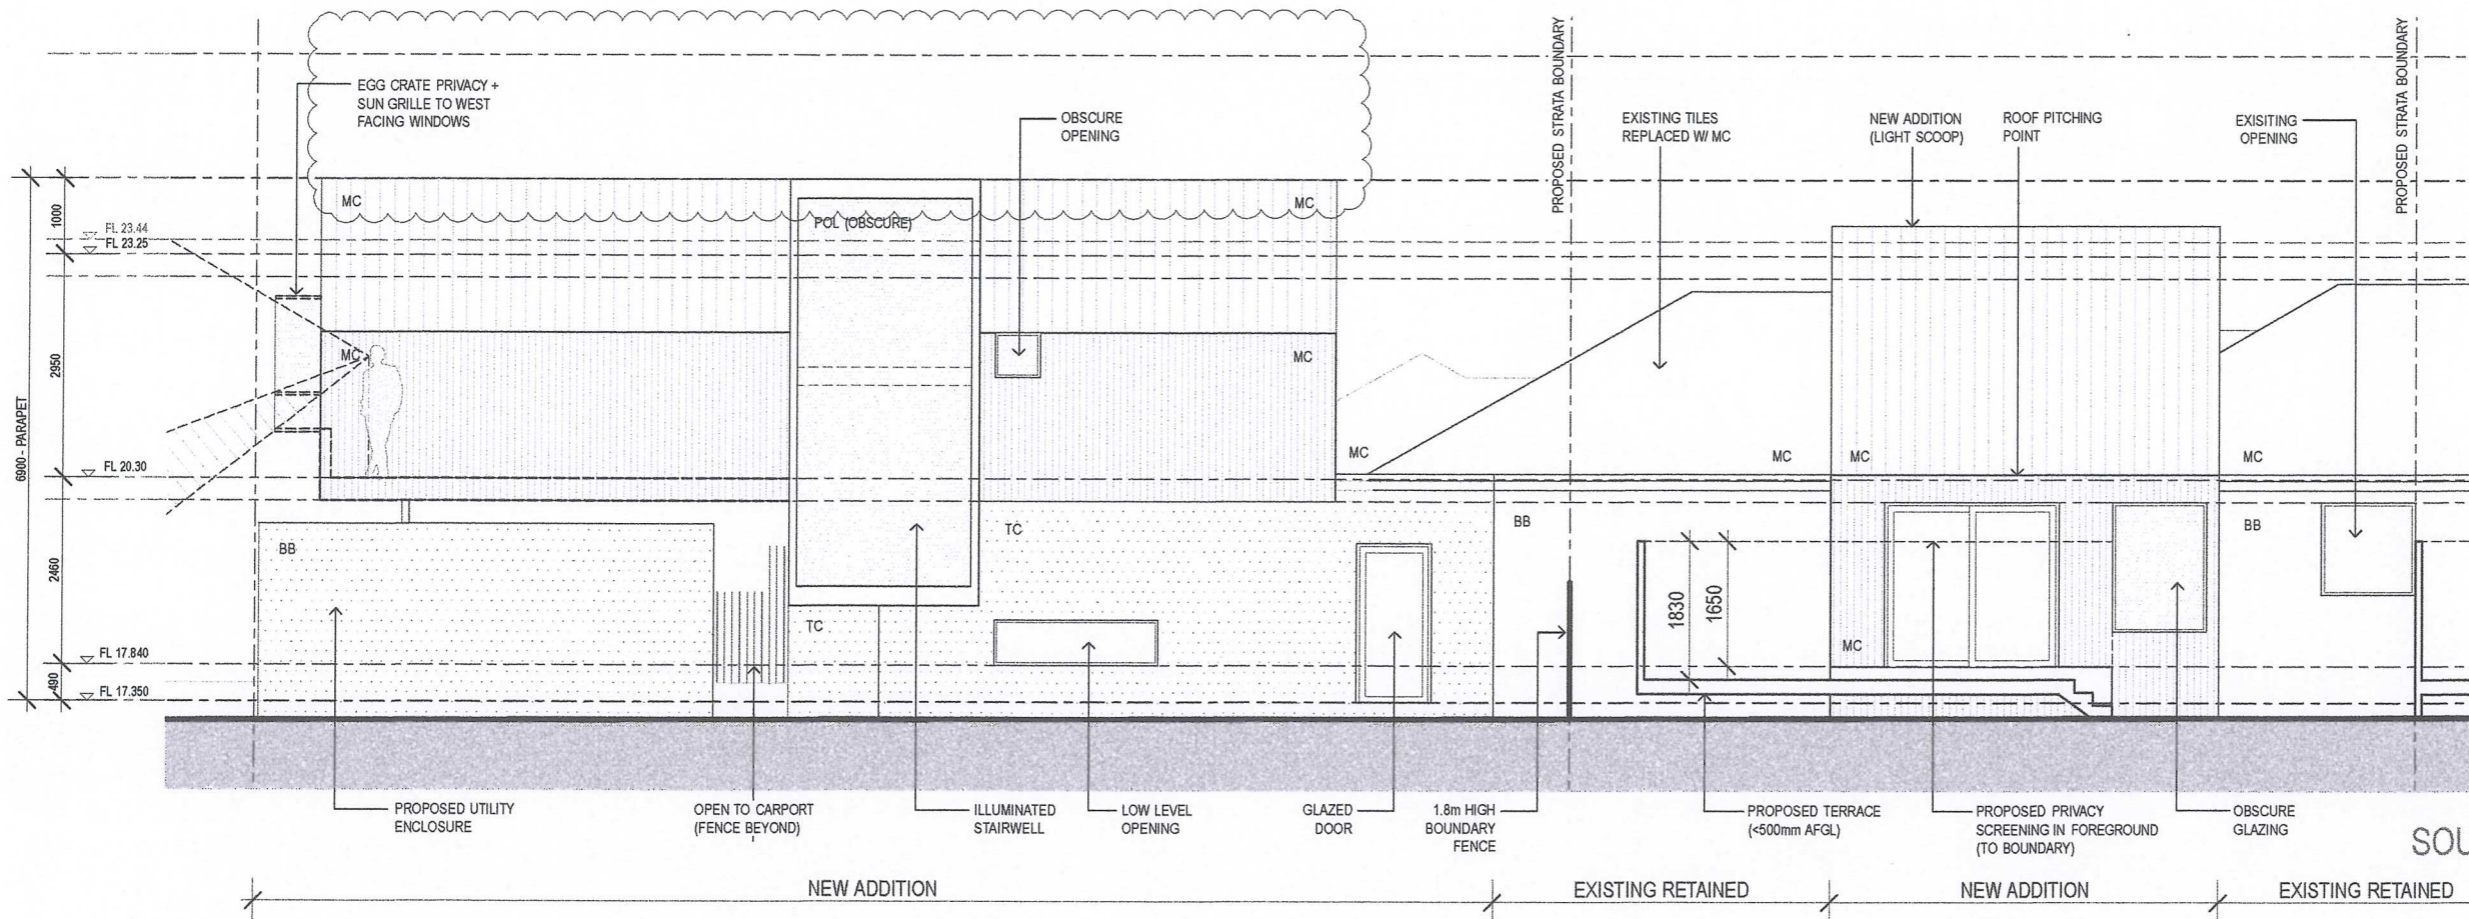 PROPOSED STRATA BOUNDARY
PROPOSED STRATA BOUNDARY
EGG CRATE PRIVACY +
SUN GRILLE TO WEST
FACING WINDOWS
OBSCURE
OPENING
EXISTING TILES
REPLACED W/ MC
NEW ADDITION
(LIGHT SCOOP)
ROOF PITCHING
POINT
EXISITING
OPENING
MC
MC
POL (OBSCURE)
1000
FL 23.44
FL 23.25
MC
MC
2950
6900 - PARAPET
MC
MC
MC
MC
FL 20.30
BB
TC
BB
BB
2460
1830
1650
TC
MC
FL 17.840
490
FL 17.350
PROPOSED UTILITY
ENCLOSURE
OPEN TO CARPORT
(FENCE BEYOND)
ILLUMINATED
STAIRWELL
LOW LEVEL
OPENING
GLAZED
DOOR
1.8m HIGH
BOUNDARY
FENCE
PROPOSED TERRACE
(<500mm AFGL)
PROPOSED PRIVACY
SCREENING IN FOREGROUND
(TO BOUNDARY)
OBSCURE
GLAZING
SOU
NEW ADDITION
EXISTING RETAINED
NEW ADDITION
EXISTING RETAINED